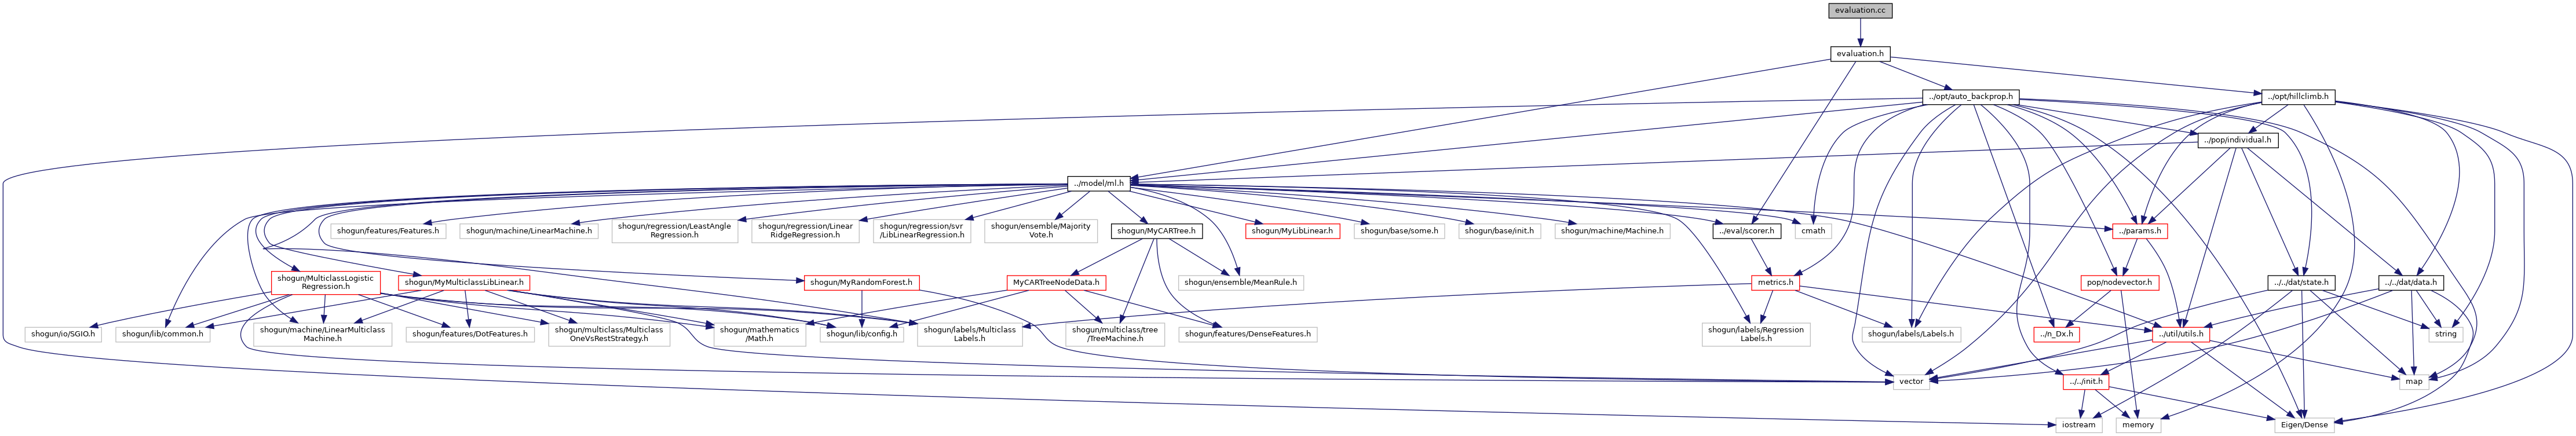 evaluation.cc
evaluation.h
../opt/auto_backprop.h
../opt/hillclimb.h
../pop/individual.h
../model/ml.h
shogun/features/Features.h
shogun/machine/LinearMachine.h
shogun/regression/LeastAngle
Regression.h
shogun/regression/Linear
RidgeRegression.h
shogun/regression/svr
/LibLinearRegression.h
shogun/ensemble/Majority
Vote.h
shogun/MyCARTree.h
shogun/MyLibLinear.h
shogun/base/some.h
shogun/base/init.h
shogun/machine/Machine.h
../eval/scorer.h
cmath
../params.h
shogun/MulticlassLogistic
Regression.h
shogun/MyMulticlassLibLinear.h
shogun/MyRandomForest.h
MyCARTreeNodeData.h
shogun/ensemble/MeanRule.h
metrics.h
pop/nodevector.h
../../dat/state.h
../../dat/data.h
shogun/io/SGIO.h
shogun/lib/common.h
shogun/machine/LinearMulticlass
Machine.h
shogun/features/DotFeatures.h
shogun/multiclass/Multiclass
OneVsRestStrategy.h
shogun/mathematics
/Math.h
shogun/lib/config.h
shogun/labels/Multiclass
Labels.h
shogun/multiclass/tree
/TreeMachine.h
shogun/features/DenseFeatures.h
shogun/labels/Regression
Labels.h
shogun/labels/Labels.h
../n_Dx.h
../util/utils.h
string
vector
../../init.h
map
iostream
memory
Eigen/Dense